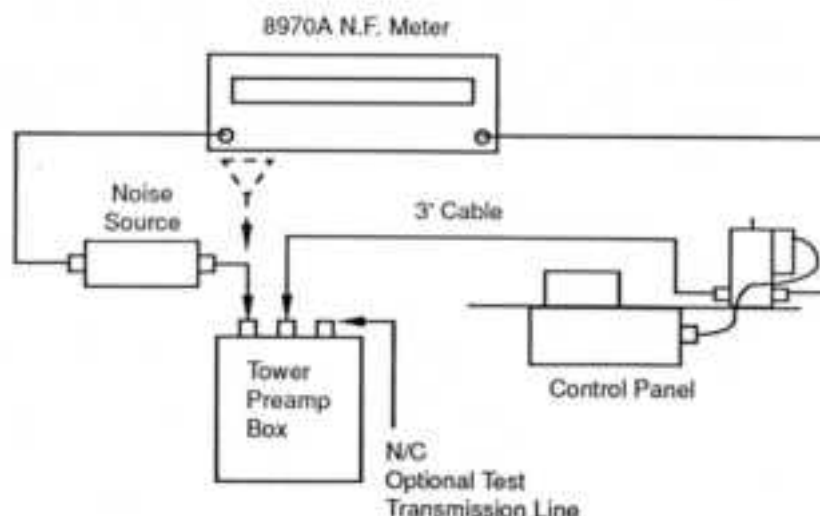 8970A N.F. Meter
Noise
Source
3' Cable
Tower
Preamp
Box
Control Panel
N/C
Optional Test
Transmission Line